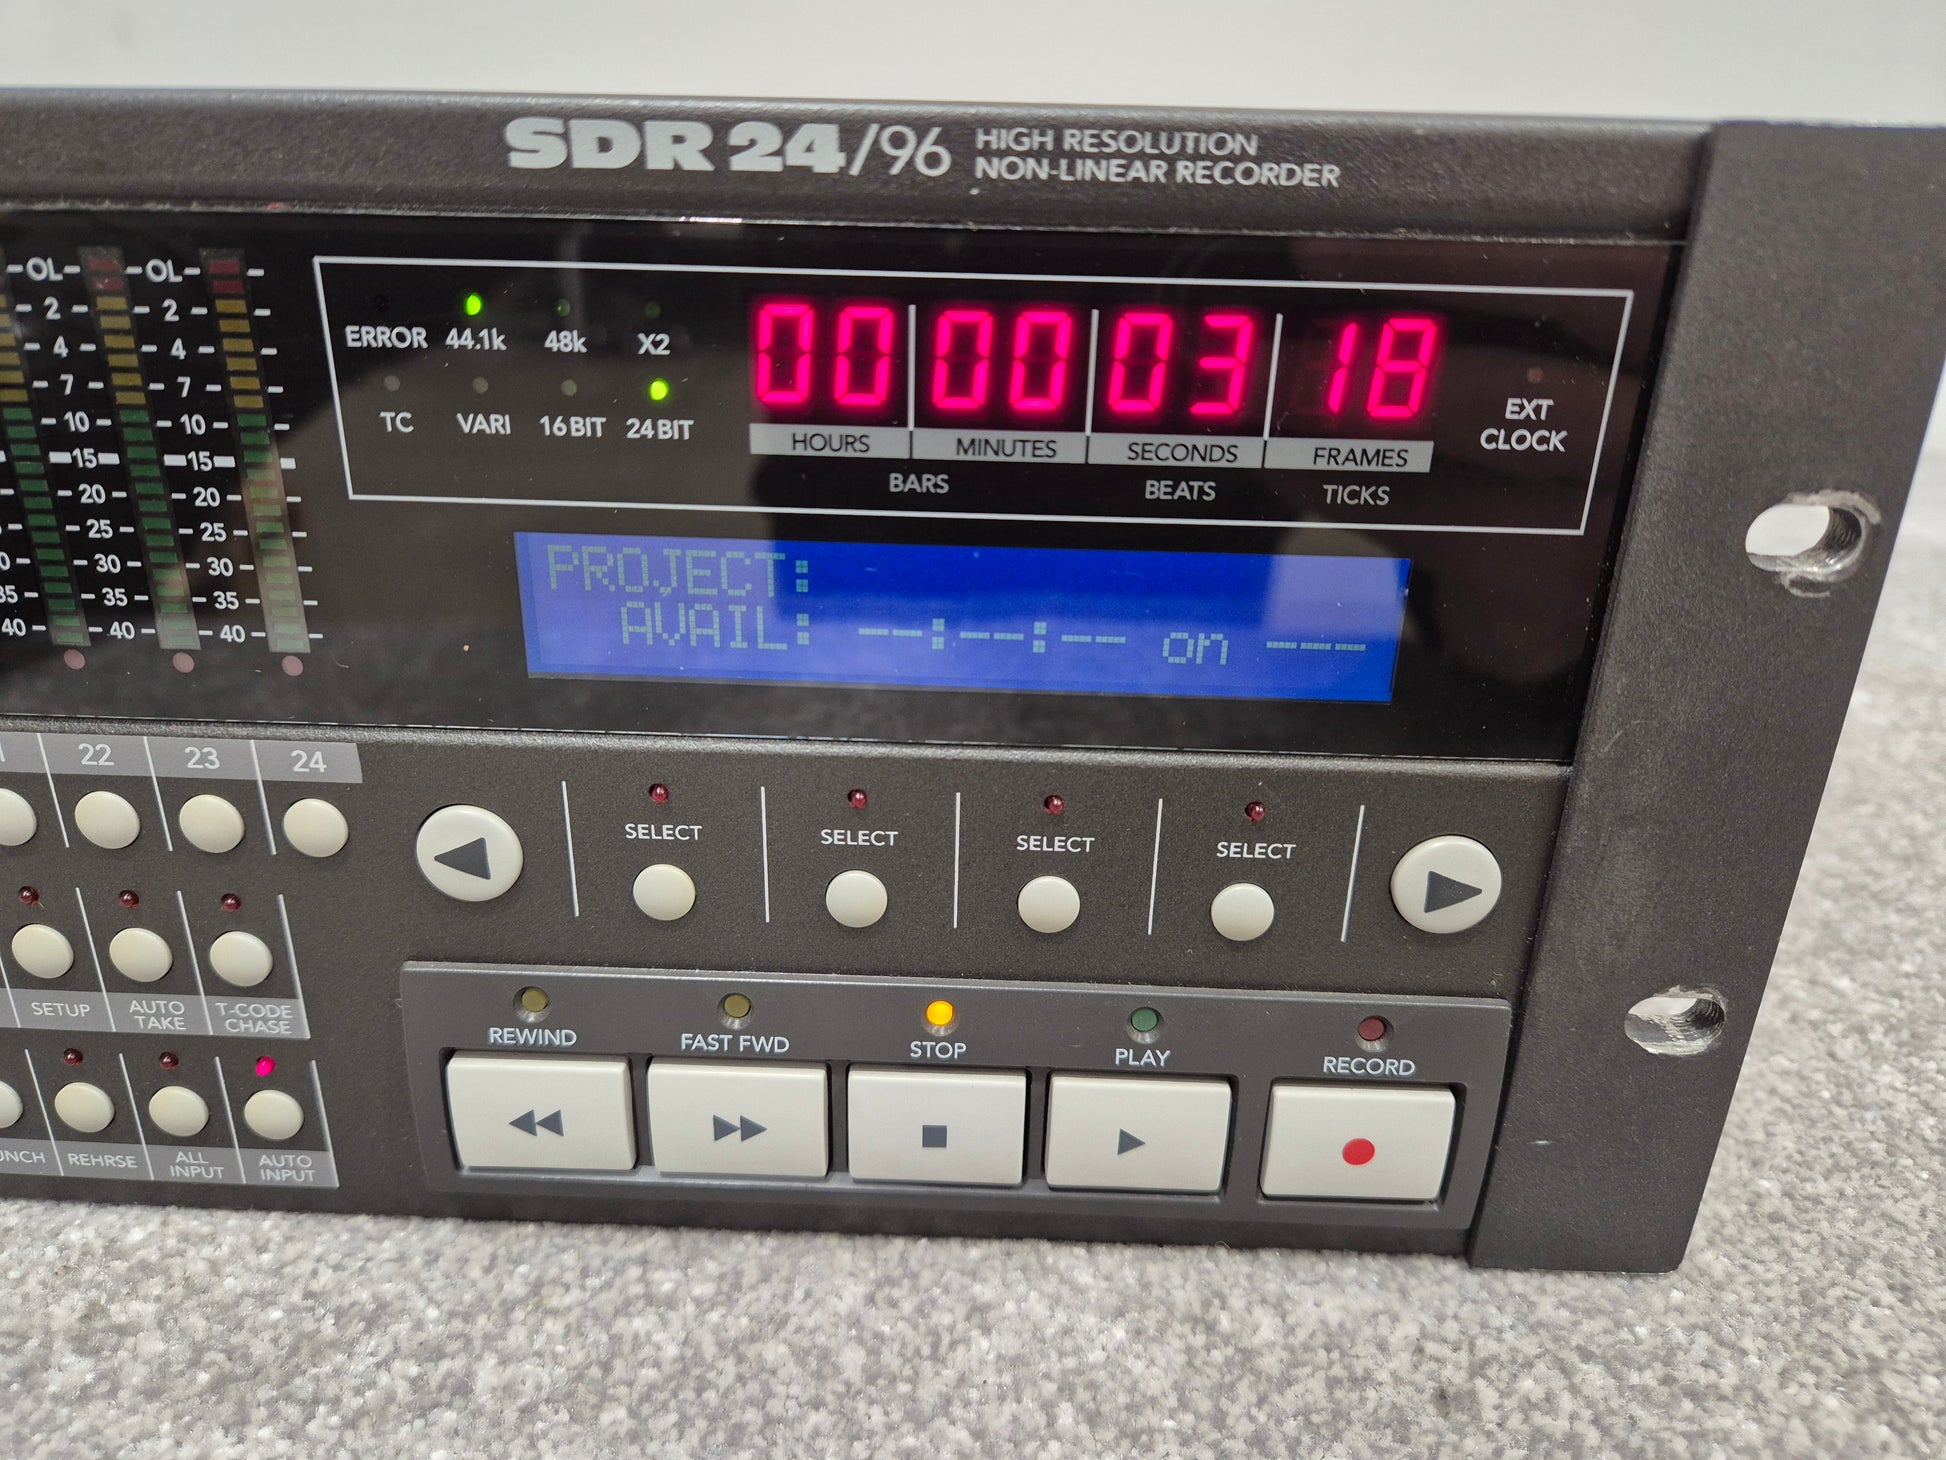 SDR 24/96 HIGH RESOLUTION
NON-LINEAR RECORDER
OL OL
2 2
4 4
7 7
10 10
15 15
20 20
25 25
30 30
35 35
40 40 40
ERROR 44.1k 48k X2
TC VARI 16 BIT 24 BIT
00 00 03 18
HOURS MINUTES SECONDS FRAMES
BARS BEATS TICKS
EXT
CLOCK
PROJECT:
AVAIL: --:--:-- on ---
22 23 24
SELECT SELECT SELECT SELECT
SETUP AUTO TAKE T-CODE CHASE
REHRSE ALL INPUT AUTO INPUT
REWIND FAST FWD STOP PLAY RECORD